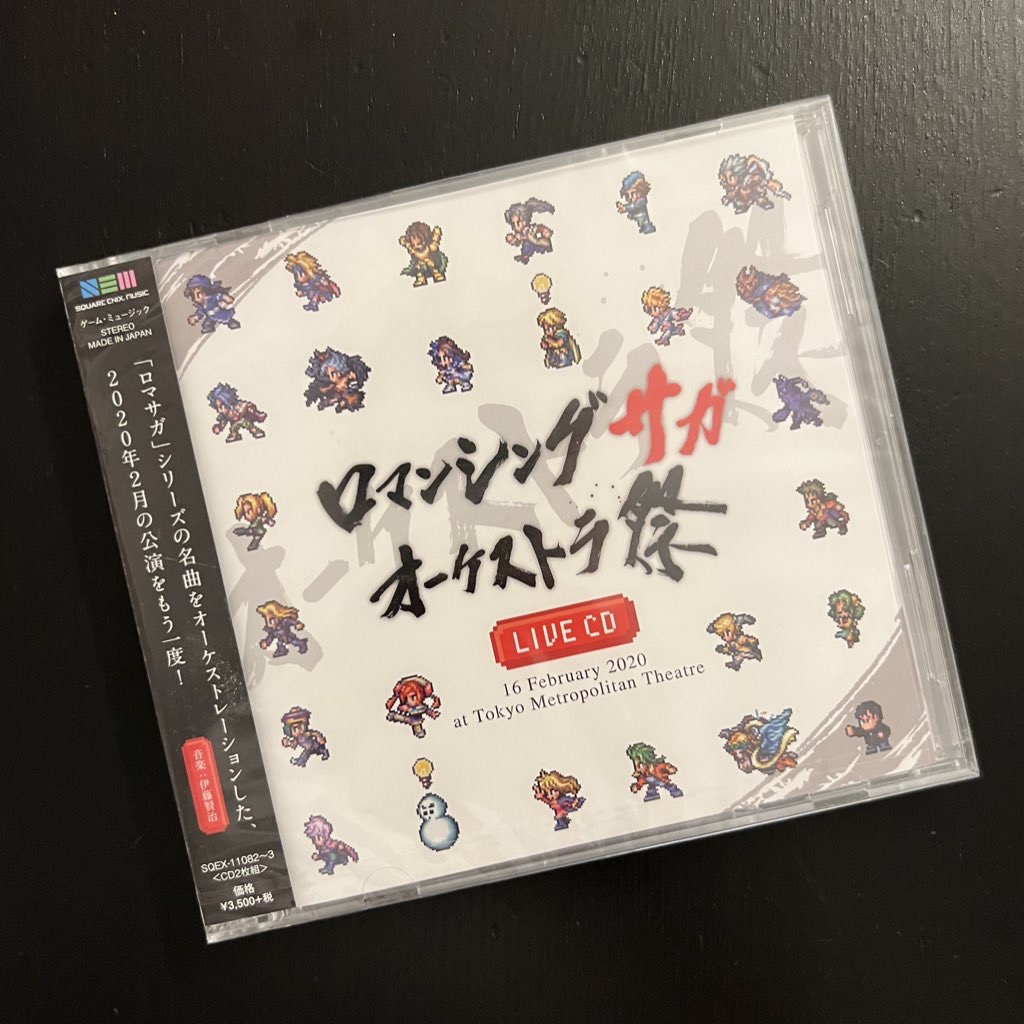 SQUARE ENIX MUSIC
ゲーム・ミュージック
STEREO
MADE IN JAPAN
「ロマサガ」シリーズの名曲をオーケストレーションした、
2020年2月の公演をもう一度！
音楽：伊藤賢治
SQEX-11082～3
<CD2枚組>
価格
¥3,500+税
ロマンシング サガ
オーケストラ祭
LIVE CD
16 February 2020
at Tokyo Metropolitan Theatre